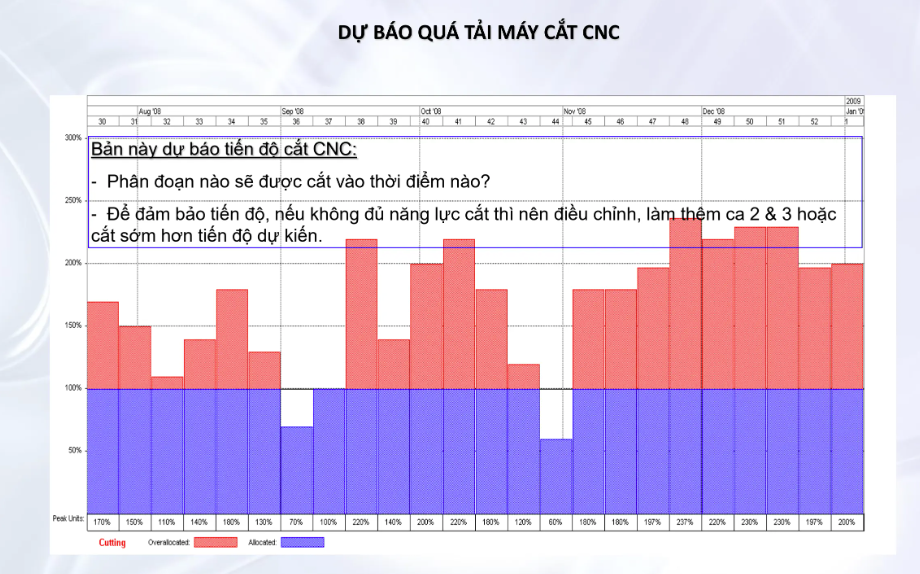 DỰ BÁO QUÁ TẢI MÁY CẮT CNC
2009
Aug '08 Sep '08 Oct '08 Nov '08 Dec '08 Jan '0
30 31 32 33 34 35 36 37 38 39 40 41 42 43 44 45 46 47 48 49 50 51 52 1
300%
Bản này dự báo tiến độ cắt CNC:
- Phân đoạn nào sẽ được cắt vào thời điểm nào?
250%
- Để đảm bảo tiến độ, nếu không đủ năng lực cắt thì nên điều chỉnh, làm thêm ca 2 & 3 hoặc
cắt sớm hơn tiến độ dự kiến.
200%
150%
100%
50%
Peak Units: 170% 150% 110% 140% 180% 130% 70% 100% 220% 140% 200% 220% 180% 120% 60% 180% 180% 197% 237% 220% 230% 230% 197% 200%
Cutting Overallocated: Allocated: